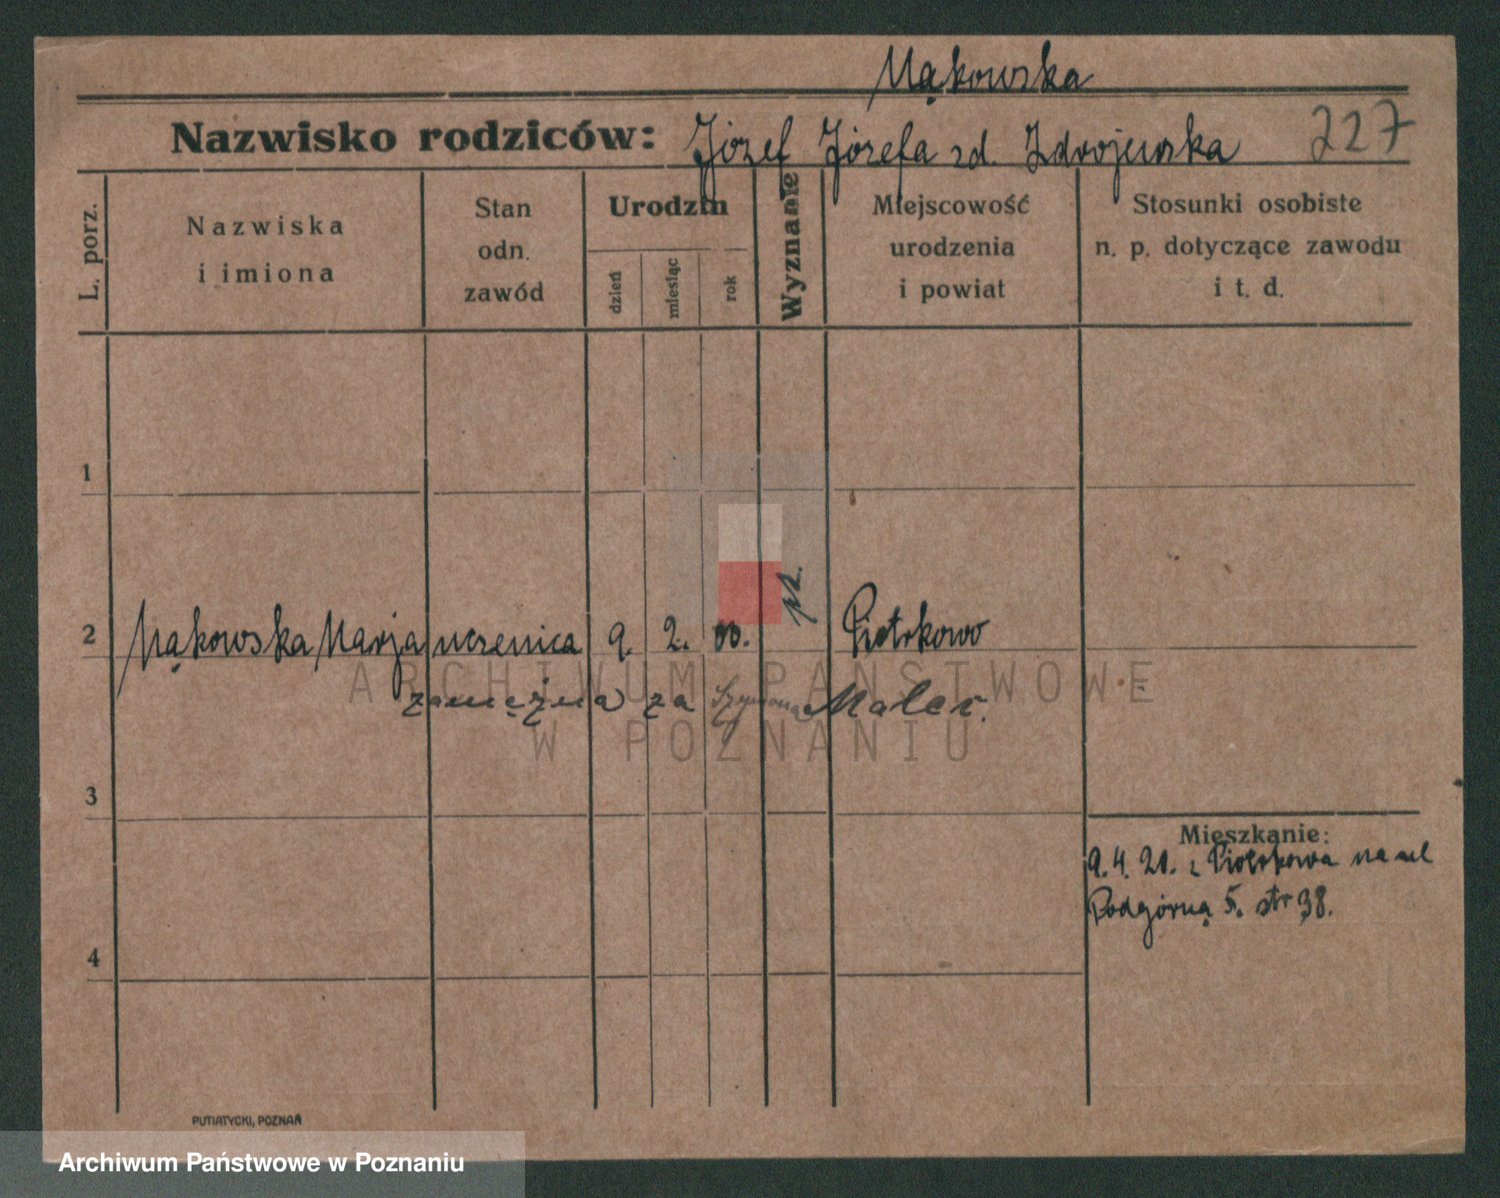 Mąkowska
Nazwisko rodziców: Józef Józefa zd. Zdrojewska 227
L. porz.
Nazwiska
i imiona
Stan
odn.
zawód
Urodzin
dzień
miesiąc
rok
Wyznanie
Miejscowość
urodzenia
i powiat
Stosunki osobiste
n. p. dotyczące zawodu
i t. d.
1
2 Mąkowska Marja uczenica 9. 2. 00. Piotrkowo
zamężna za Szymona Malec.
ARCHIWUM PAŃSTWOWE
W POZNANIU
3
Mieszkanie:
9.4.20. z Piotrkowa na ul
Podgórną 5. str 38.
4
PUTIATYCKI, POZNAŃ
Archiwum Państwowe w Poznaniu